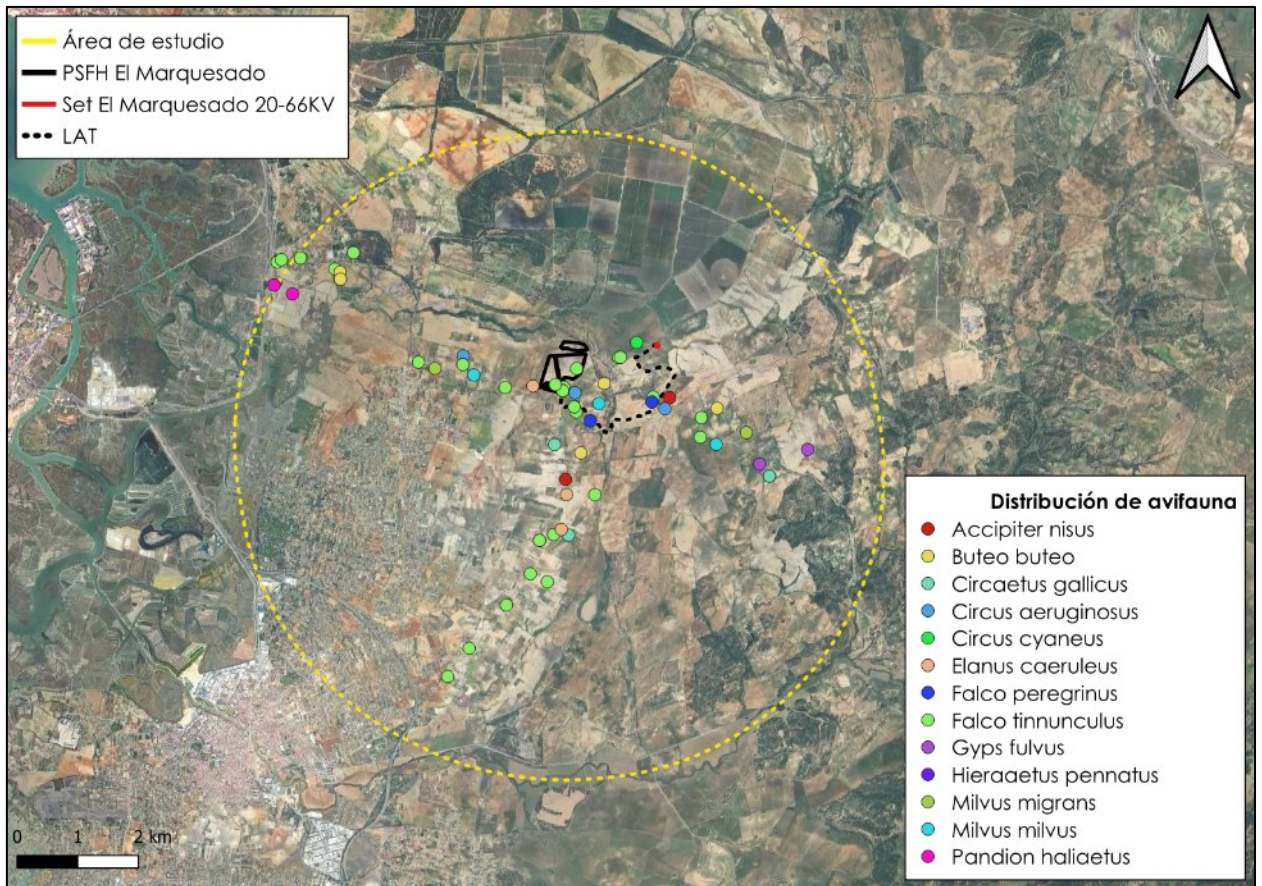 Área de estudio
PSFH El Marquesado
Set El Marquesado 20-66KV
LAT
Distribución de avifauna
Accipiter nisus
Buteo buteo
Circaetus gallicus
Circus aeruginosus
Circus cyaneus
Elanus caeruleus
Falco peregrinus
Falco tinnunculus
Gyps fulvus
Hieraaetus pennatus
Milvus migrans
Milvus milvus
Pandion haliaetus
0 1 2 km